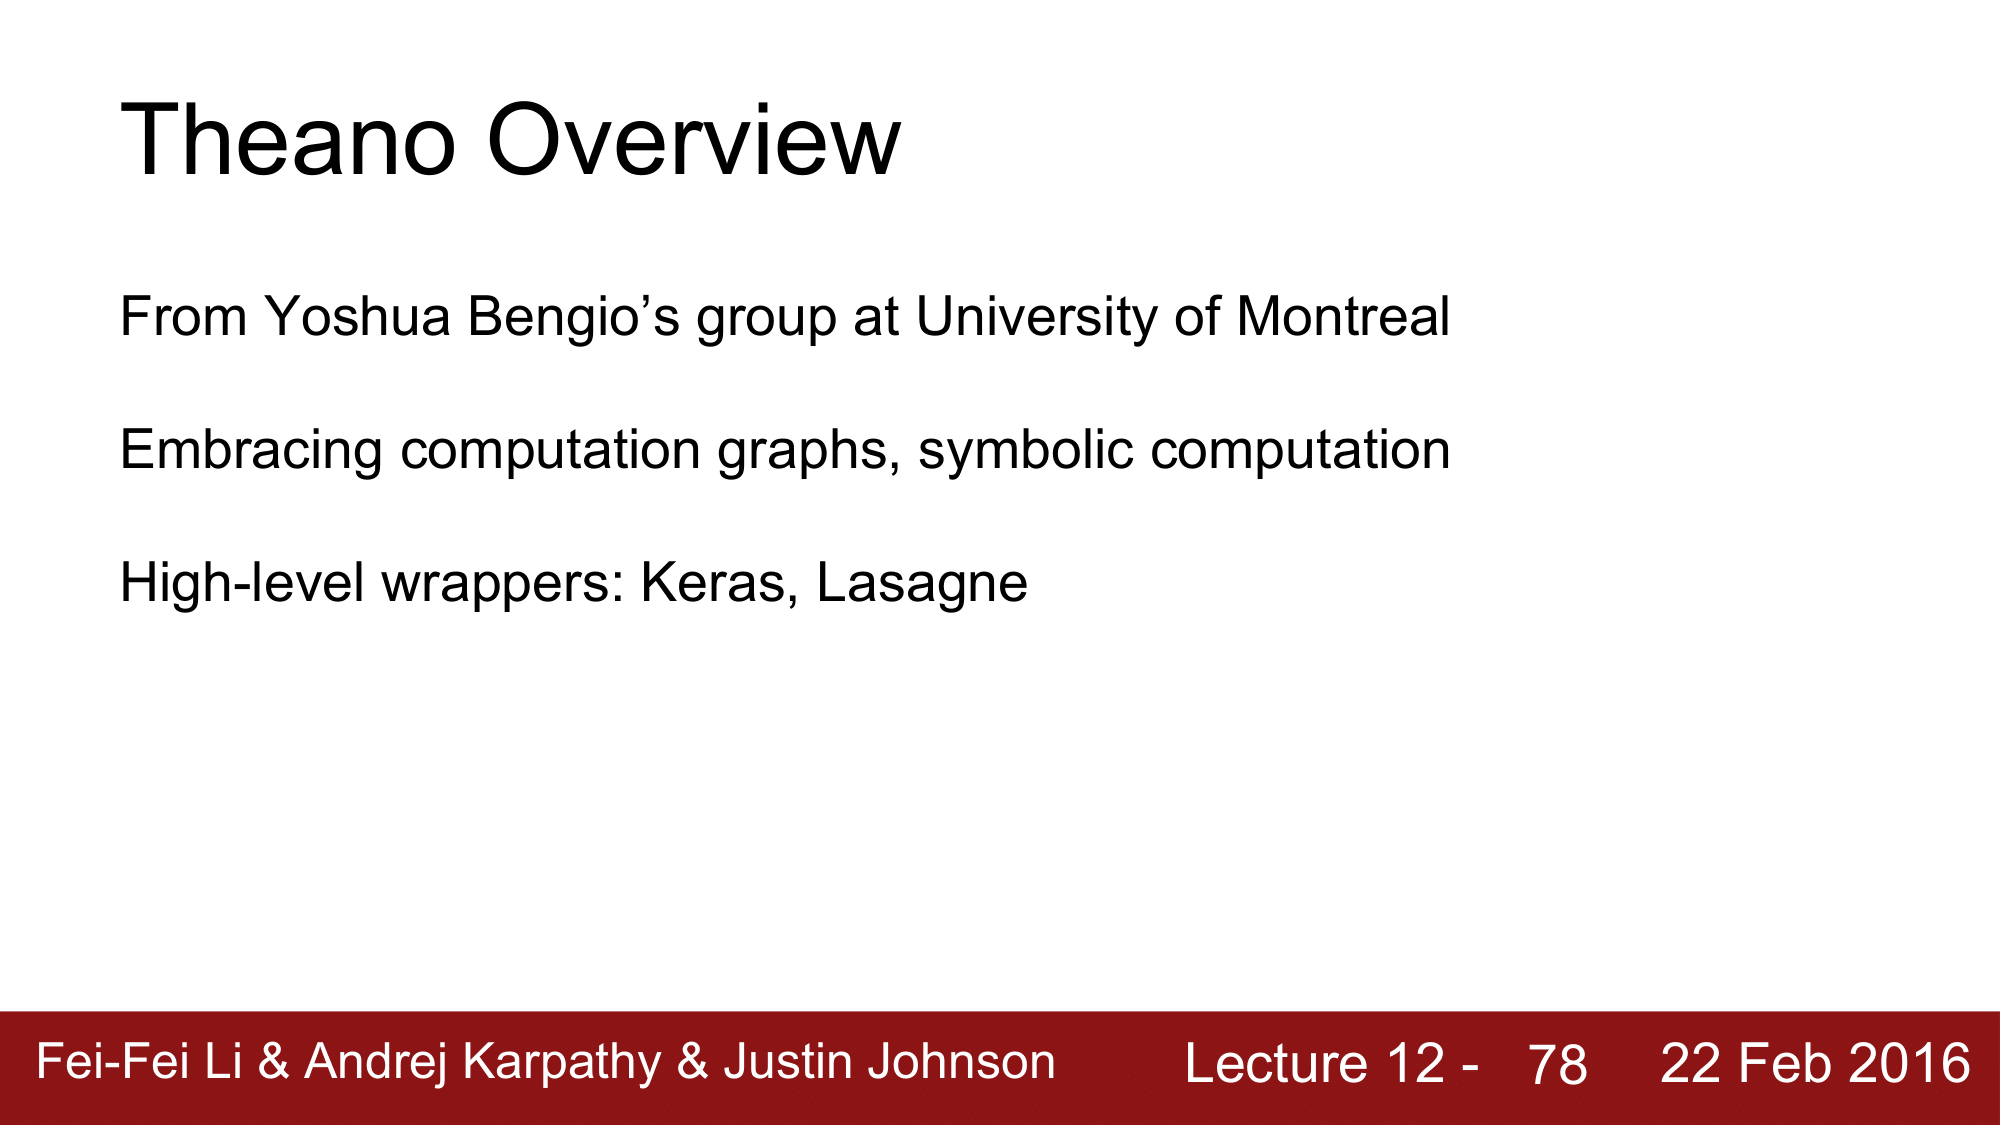 Theano Overview
From Yoshua Bengio’s group at University of Montreal
Embracing computation graphs, symbolic computation
High-level wrappers: Keras, Lasagne
Fei-Fei Li & Andrej Karpathy & Justin Johnson Lecture 12 - 78 22 Feb 2016